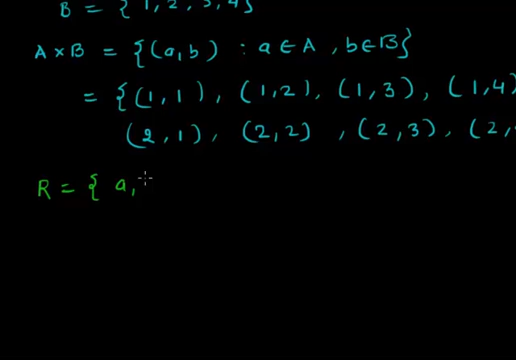 B = { 1, 2, 3, 4}
A × B = {(a,b) : a ∈ A , b ∈ B}
= {(1,1), (1,2), (1,3), (1,4)
(2,1), (2,2) , (2,3), (2,
R = { a,